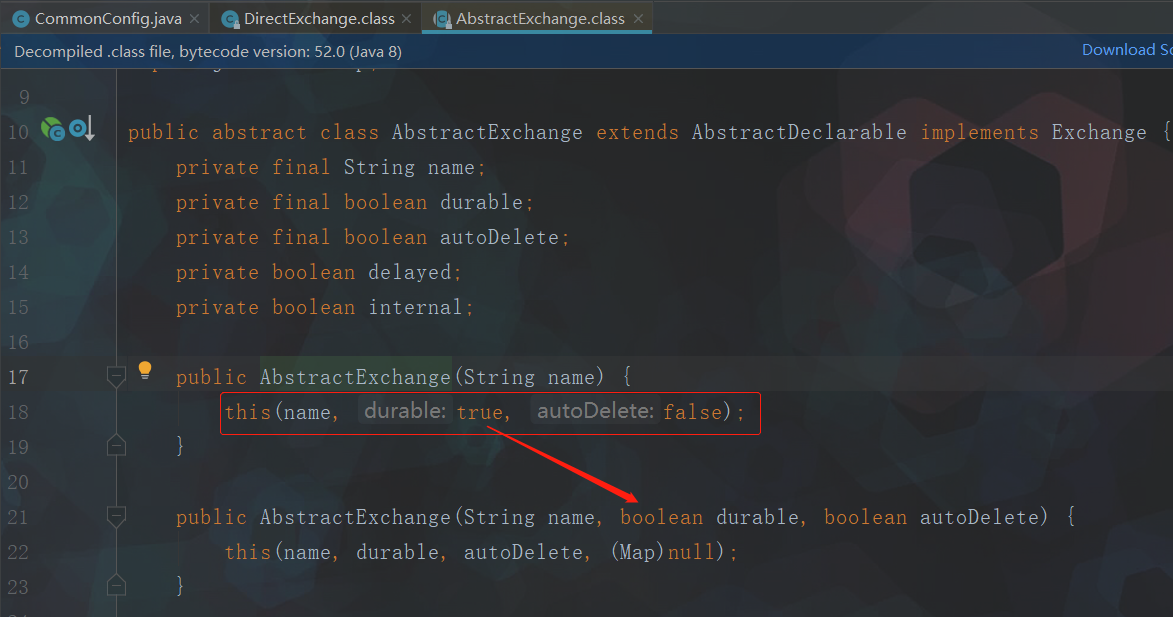 CommonConfig.java DirectExchange.class AbstractExchange.class
Decompiled .class file, bytecode version: 52.0 (Java 8) Download
9
10 public abstract class AbstractExchange extends AbstractDeclarable implements Exchange {
11 private final String name;
12 private final boolean durable;
13 private final boolean autoDelete;
14 private boolean delayed;
15 private boolean internal;
16
17 public AbstractExchange(String name) {
18 this(name, durable: true, autoDelete: false);
19 }
20
21 public AbstractExchange(String name, boolean durable, boolean autoDelete) {
22 this(name, durable, autoDelete, (Map)null);
23 }